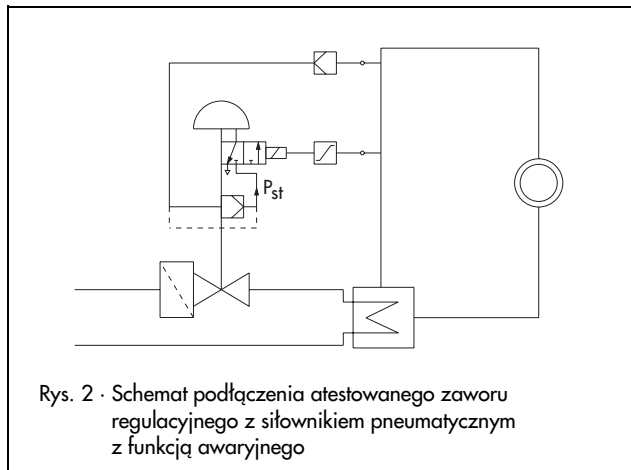 Pst
Rys. 2 · Schemat podłączenia atestowanego zaworu
regulacyjnego z siłownikiem pneumatycznym
z funkcją awaryjnego